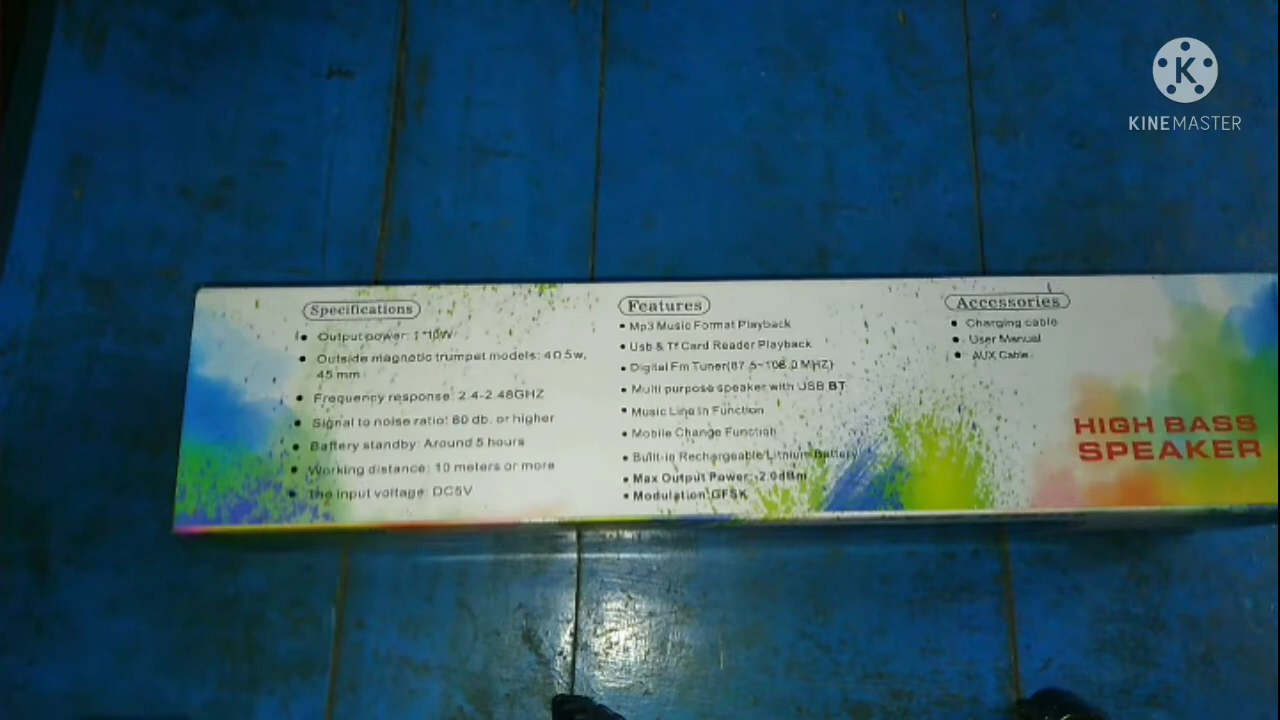 KINEMASTER
Specifications
Output power: 1*10W
Outside magnetic trumpet models: 4Ω5w,
45 mm
Frequency response: 2.4-2.48GHZ
Signal to noise ratio: 60 db. or higher
Battery standby: Around 5 hours
Working distance: 10 meters or more
The input voltage: DC5V
Features
Mp3 Music Format Playback
Usb & Tf Card Reader Playback
Digital Fm Tuner(87.5~108.0 MHZ)
Multi purpose speaker with USB BT
Music Line In Function
Mobile Change Function
Built-in Rechargeable Lithium Battery
Max Output Power:-2.0dBm
Modulation:GFSK
Accessories
Charging cable
User Manual
AUX Cable
HIGH BASS
SPEAKER